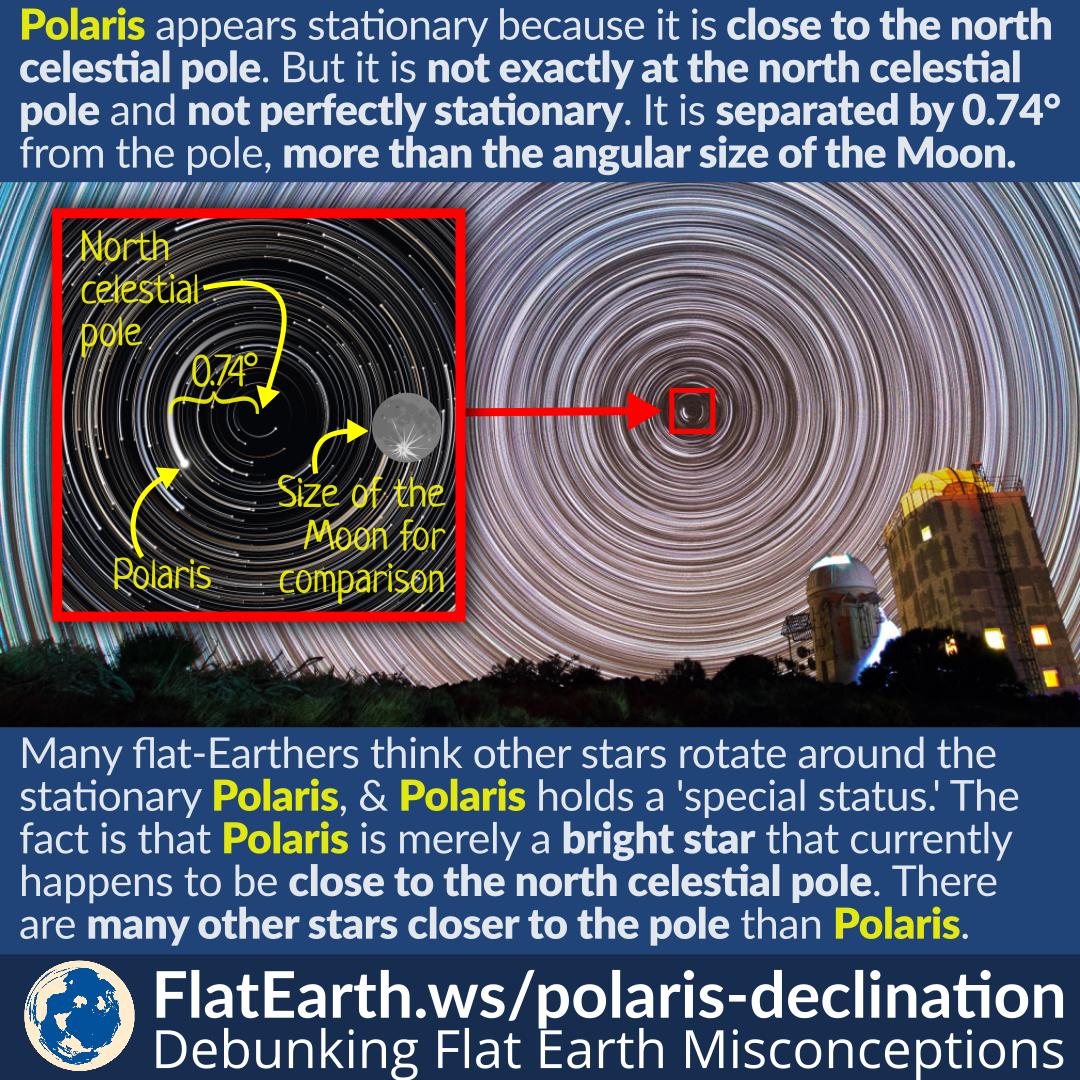 Polaris appears stationary because it is close to the north
celestial pole. But it is not exactly at the north celestial
pole and not perfectly stationary. It is separated by 0.74°
from the pole, more than the angular size of the Moon.
North
celestial
pole
0.74°
Size of the
Moon for
comparison
Polaris
Many flat-Earthers think other stars rotate around the
stationary Polaris, & Polaris holds a 'special status.' The
fact is that Polaris is merely a bright star that currently
happens to be close to the north celestial pole. There
are many other stars closer to the pole than Polaris.
FlatEarth.ws/polaris-declination
Debunking Flat Earth Misconceptions